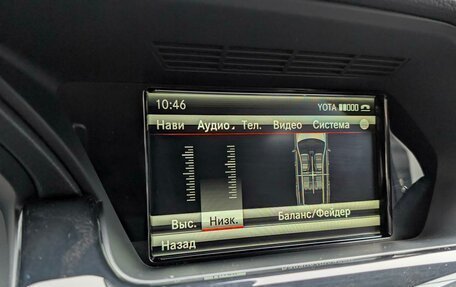 10:46 YOTA
Нави Аудио Тел. Видео Система
Выс. Низк. Баланс/Фейдер
Назад